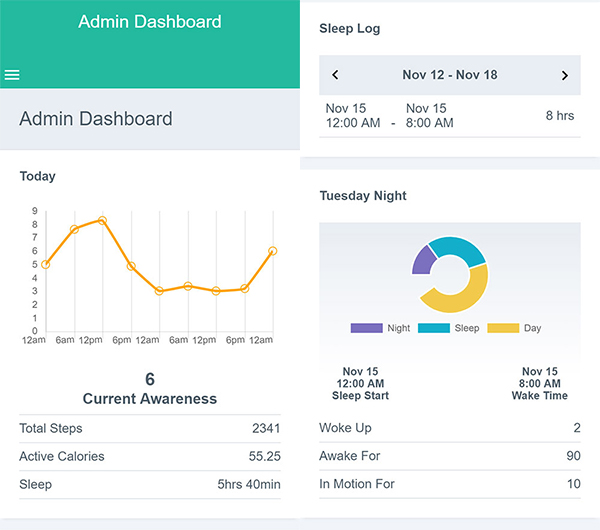 Admin Dashboard
Admin Dashboard
Today
9
8
7
6
5
4
3
2
1
0
12am 6am 12pm 6pm 12am 6am 12pm 6pm 12am
6
Current Awareness
Total Steps 2341
Active Calories 55.25
Sleep 5hrs 40min
Sleep Log
Nov 12 - Nov 18
Nov 15 Nov 15
12:00 AM - 8:00 AM 8 hrs
Tuesday Night
Night Sleep Day
Nov 15 Nov 15
12:00 AM 8:00 AM
Sleep Start Wake Time
Woke Up 2
Awake For 90
In Motion For 10